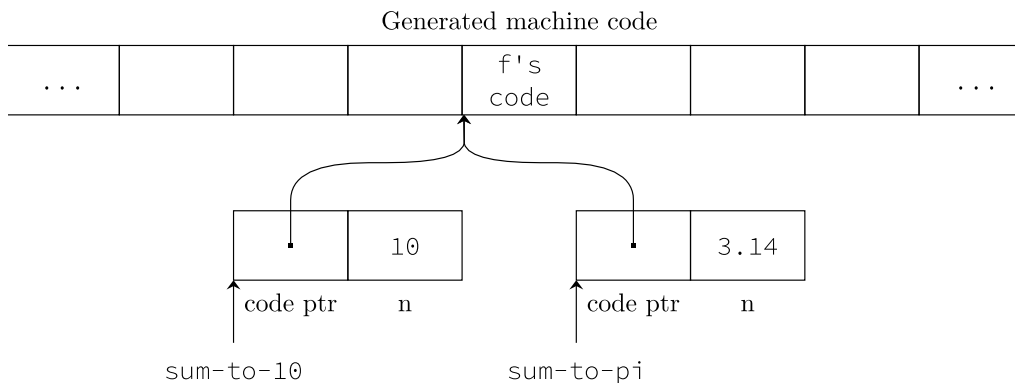 Generated machine code
... f's code ...
10 3.14
code ptr n code ptr n
sum-to-10 sum-to-pi